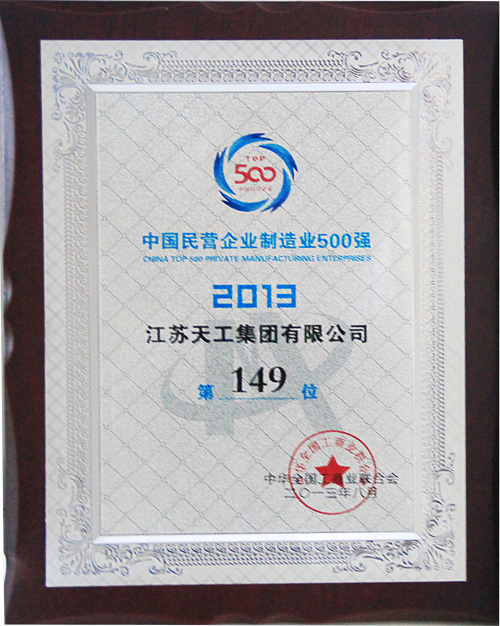 TOP
500
中国民营企业制造业500强
CHINA TOP 500 PRIVATE MANUFACTURING ENTERPRISES
2013
江苏天工集团有限公司
第 149 位
中华全国工商业联合会
二〇一三年八月